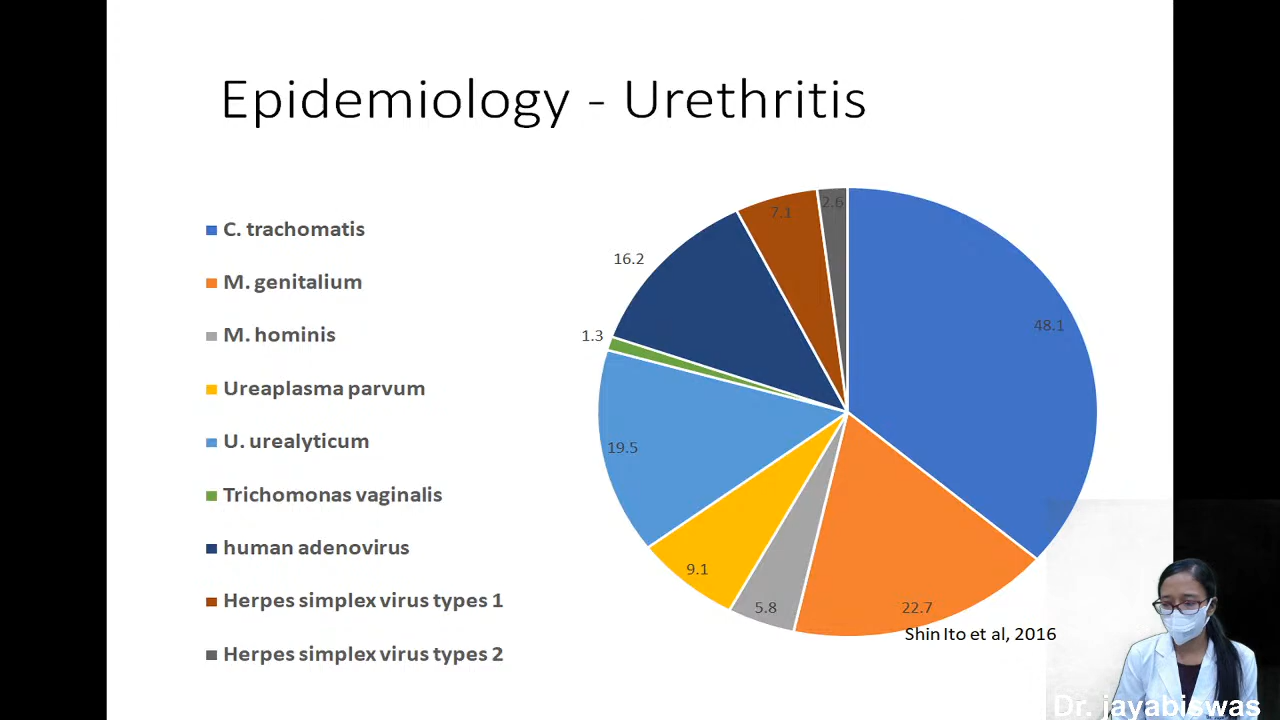 Epidemiology - Urethritis
C. trachomatis
M. genitalium
M. hominis
Ureaplasma parvum
U. urealyticum
Trichomonas vaginalis
human adenovirus
Herpes simplex virus types 1
Herpes simplex virus types 2
2.6
7.1
16.2
48.1
1.3
19.5
9.1
5.8
22.7
Shin Ito et al, 2016
Dr. jayabiswas